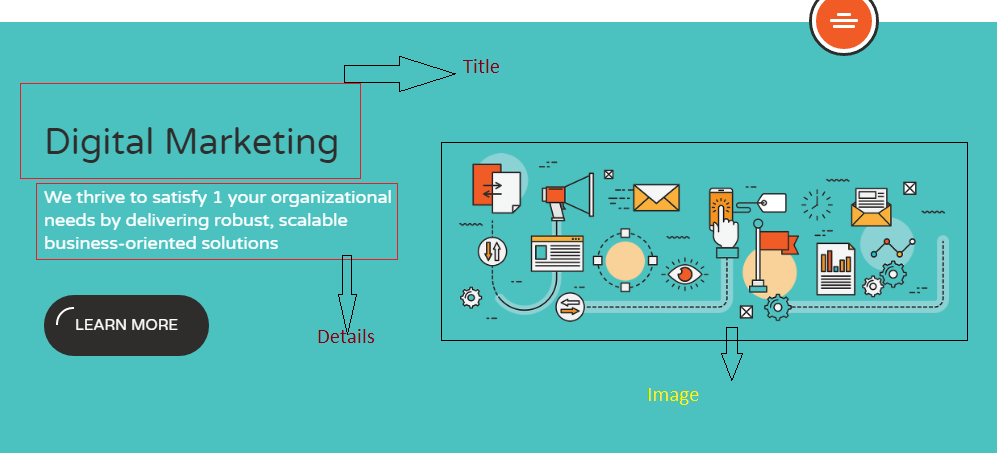 Title
Digital Marketing
We thrive to satisfy 1 your organizational
needs by delivering robust, scalable
business-oriented solutions
LEARN MORE
Details
Image